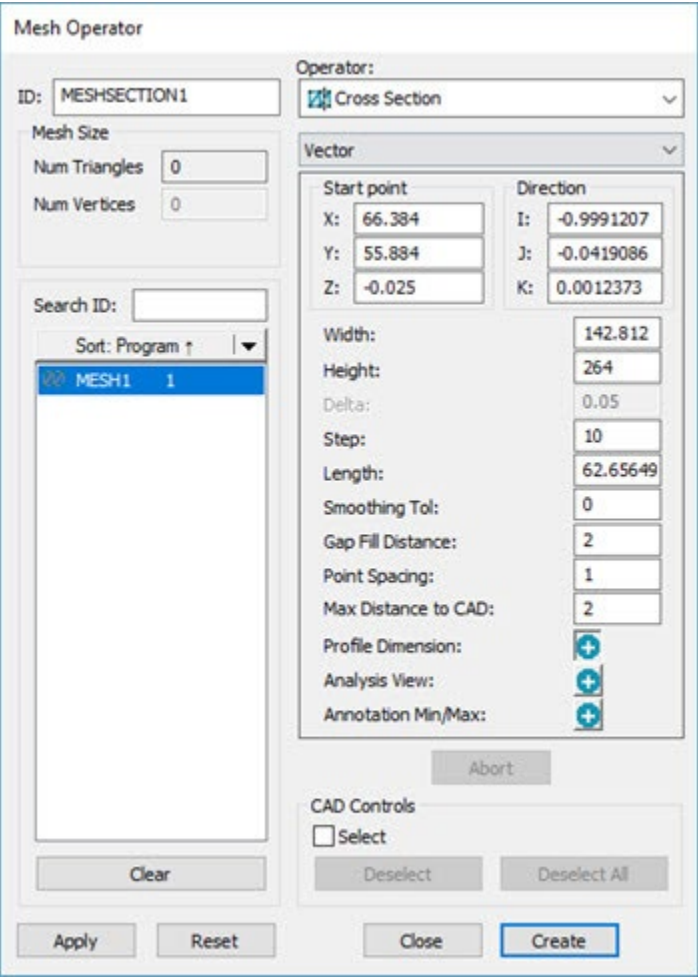 Mesh Operator
ID: MESHSECTION1
Mesh Size
Num Triangles 0
Num Vertices 0
Search ID:
Sort: Program ↑
MESH1 1
Clear
Apply Reset
Operator:
Cross Section
Vector
Start point Direction
X: 66.384 I: -0.9991207
Y: 55.884 J: -0.0419086
Z: -0.025 K: 0.0012373
Width: 142.812
Height: 264
Delta: 0.05
Step: 10
Length: 62.65649
Smoothing Tol: 0
Gap Fill Distance: 2
Point Spacing: 1
Max Distance to CAD: 2
Profile Dimension:
Analysis View:
Annotation Min/Max:
Abort
CAD Controls
Select
Deselect Deselect All
Close Create